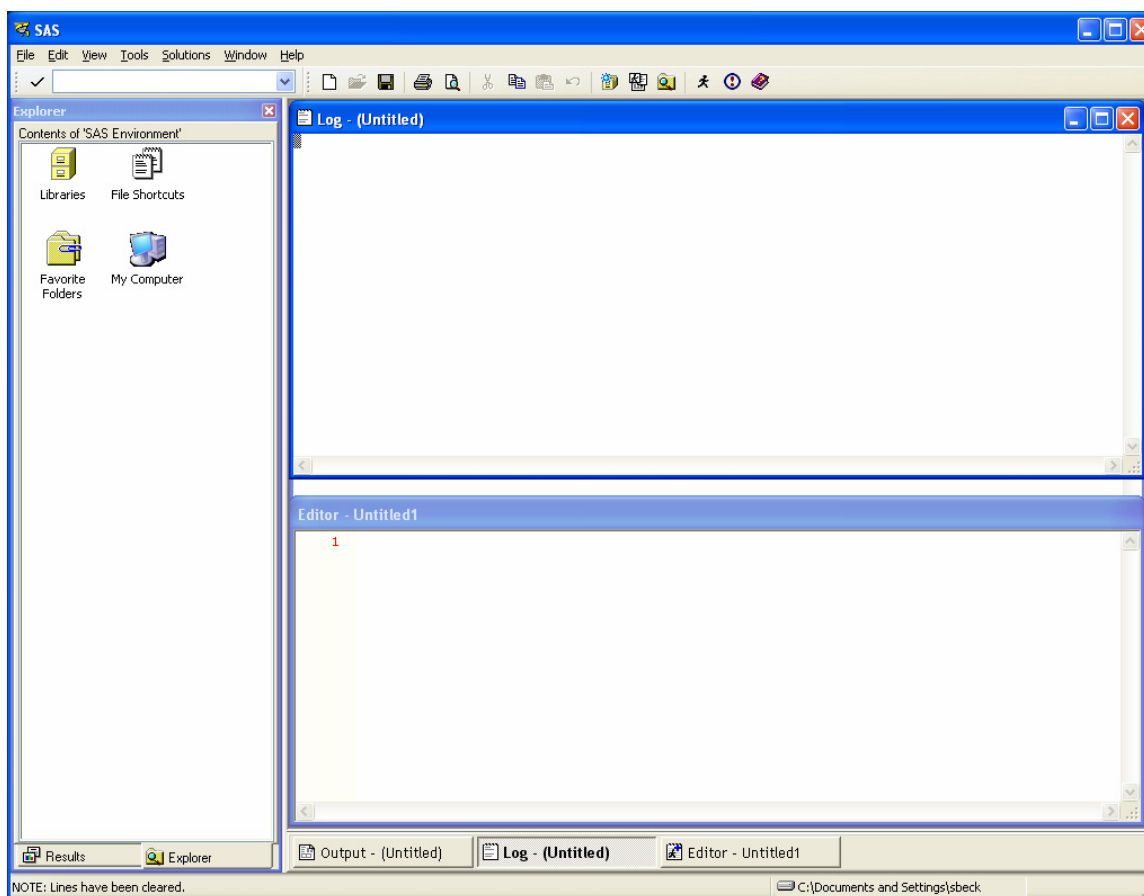 SAS
File Edit View Tools Solutions Window Help
Explorer
Contents of 'SAS Environment'
Libraries
File Shortcuts
Favorite
Folders
My Computer
Log - (Untitled)
Editor - Untitled1
1
Results
Explorer
Output - (Untitled)
Log - (Untitled)
Editor - Untitled1
NOTE: Lines have been cleared.
C:\Documents and Settings\sbeck